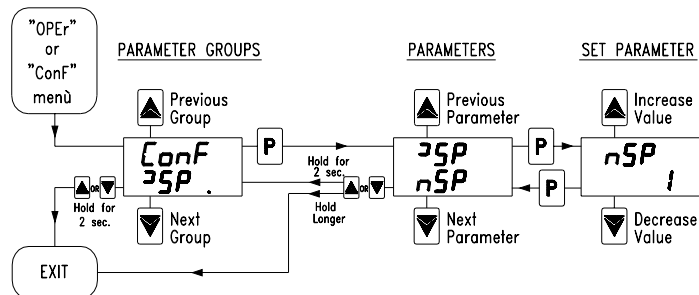 "OPEr"
or
"ConF"
menù
PARAMETER GROUPS
PARAMETERS
SET PARAMETER
Previous
Group
Previous
Parameter
Increase
Value
ConF
⊐SP .
P
Hold for
2 sec.
⊐SP
nSP
P
nSP
1
OR
Hold for
2 sec.
OR
Hold
Longer
P
Next
Group
Next
Parameter
Decrease
Value
EXIT